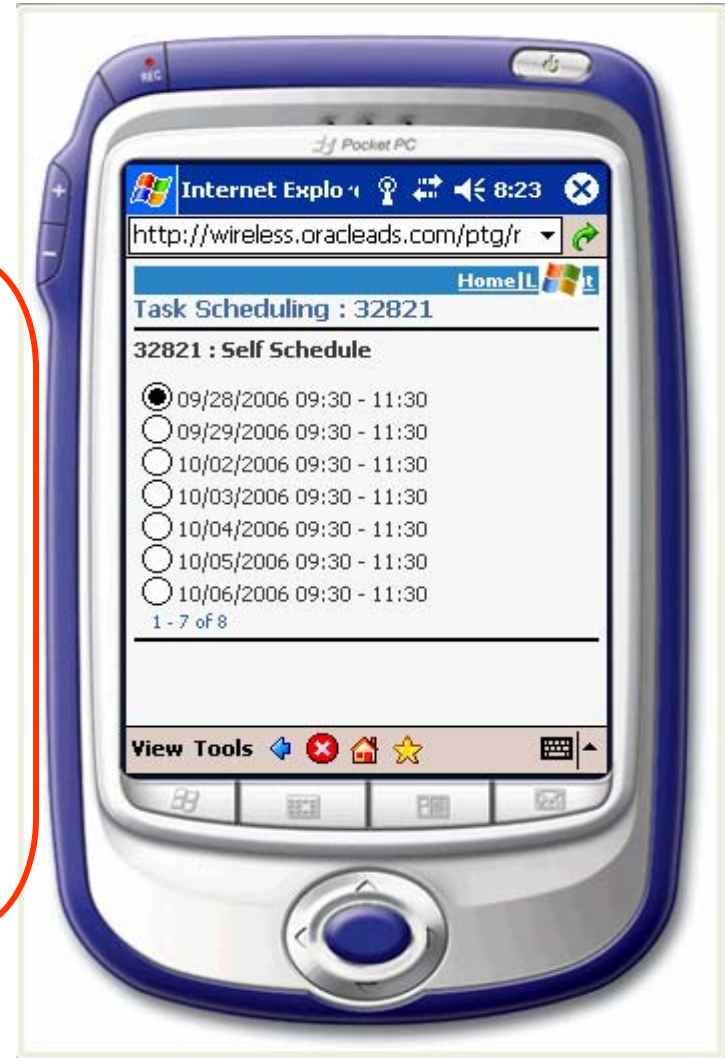 REC
Pocket PC
Internet Explo
8:23
http://wireless.oracleads.com/ptg/r
Home|L t
Task Scheduling : 32821
32821 : Self Schedule
09/28/2006 09:30 - 11:30
09/29/2006 09:30 - 11:30
10/02/2006 09:30 - 11:30
10/03/2006 09:30 - 11:30
10/04/2006 09:30 - 11:30
10/05/2006 09:30 - 11:30
10/06/2006 09:30 - 11:30
1 - 7 of 8
View Tools